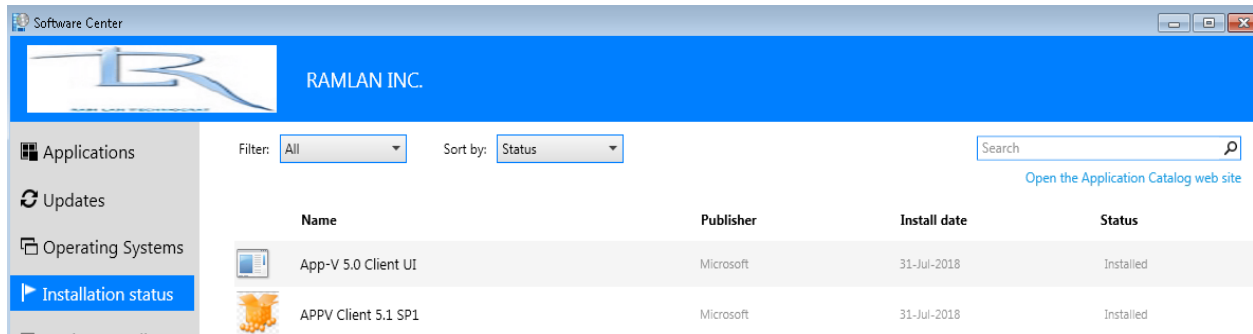 Software Center
RAMLAN INC.
Applications
Updates
Operating Systems
Installation status
Filter: All Sort by: Status Search
Open the Application Catalog web site
Name Publisher Install date Status
App-V 5.0 Client UI Microsoft 31-Jul-2018 Installed
APPV Client 5.1 SP1 Microsoft 31-Jul-2018 Installed